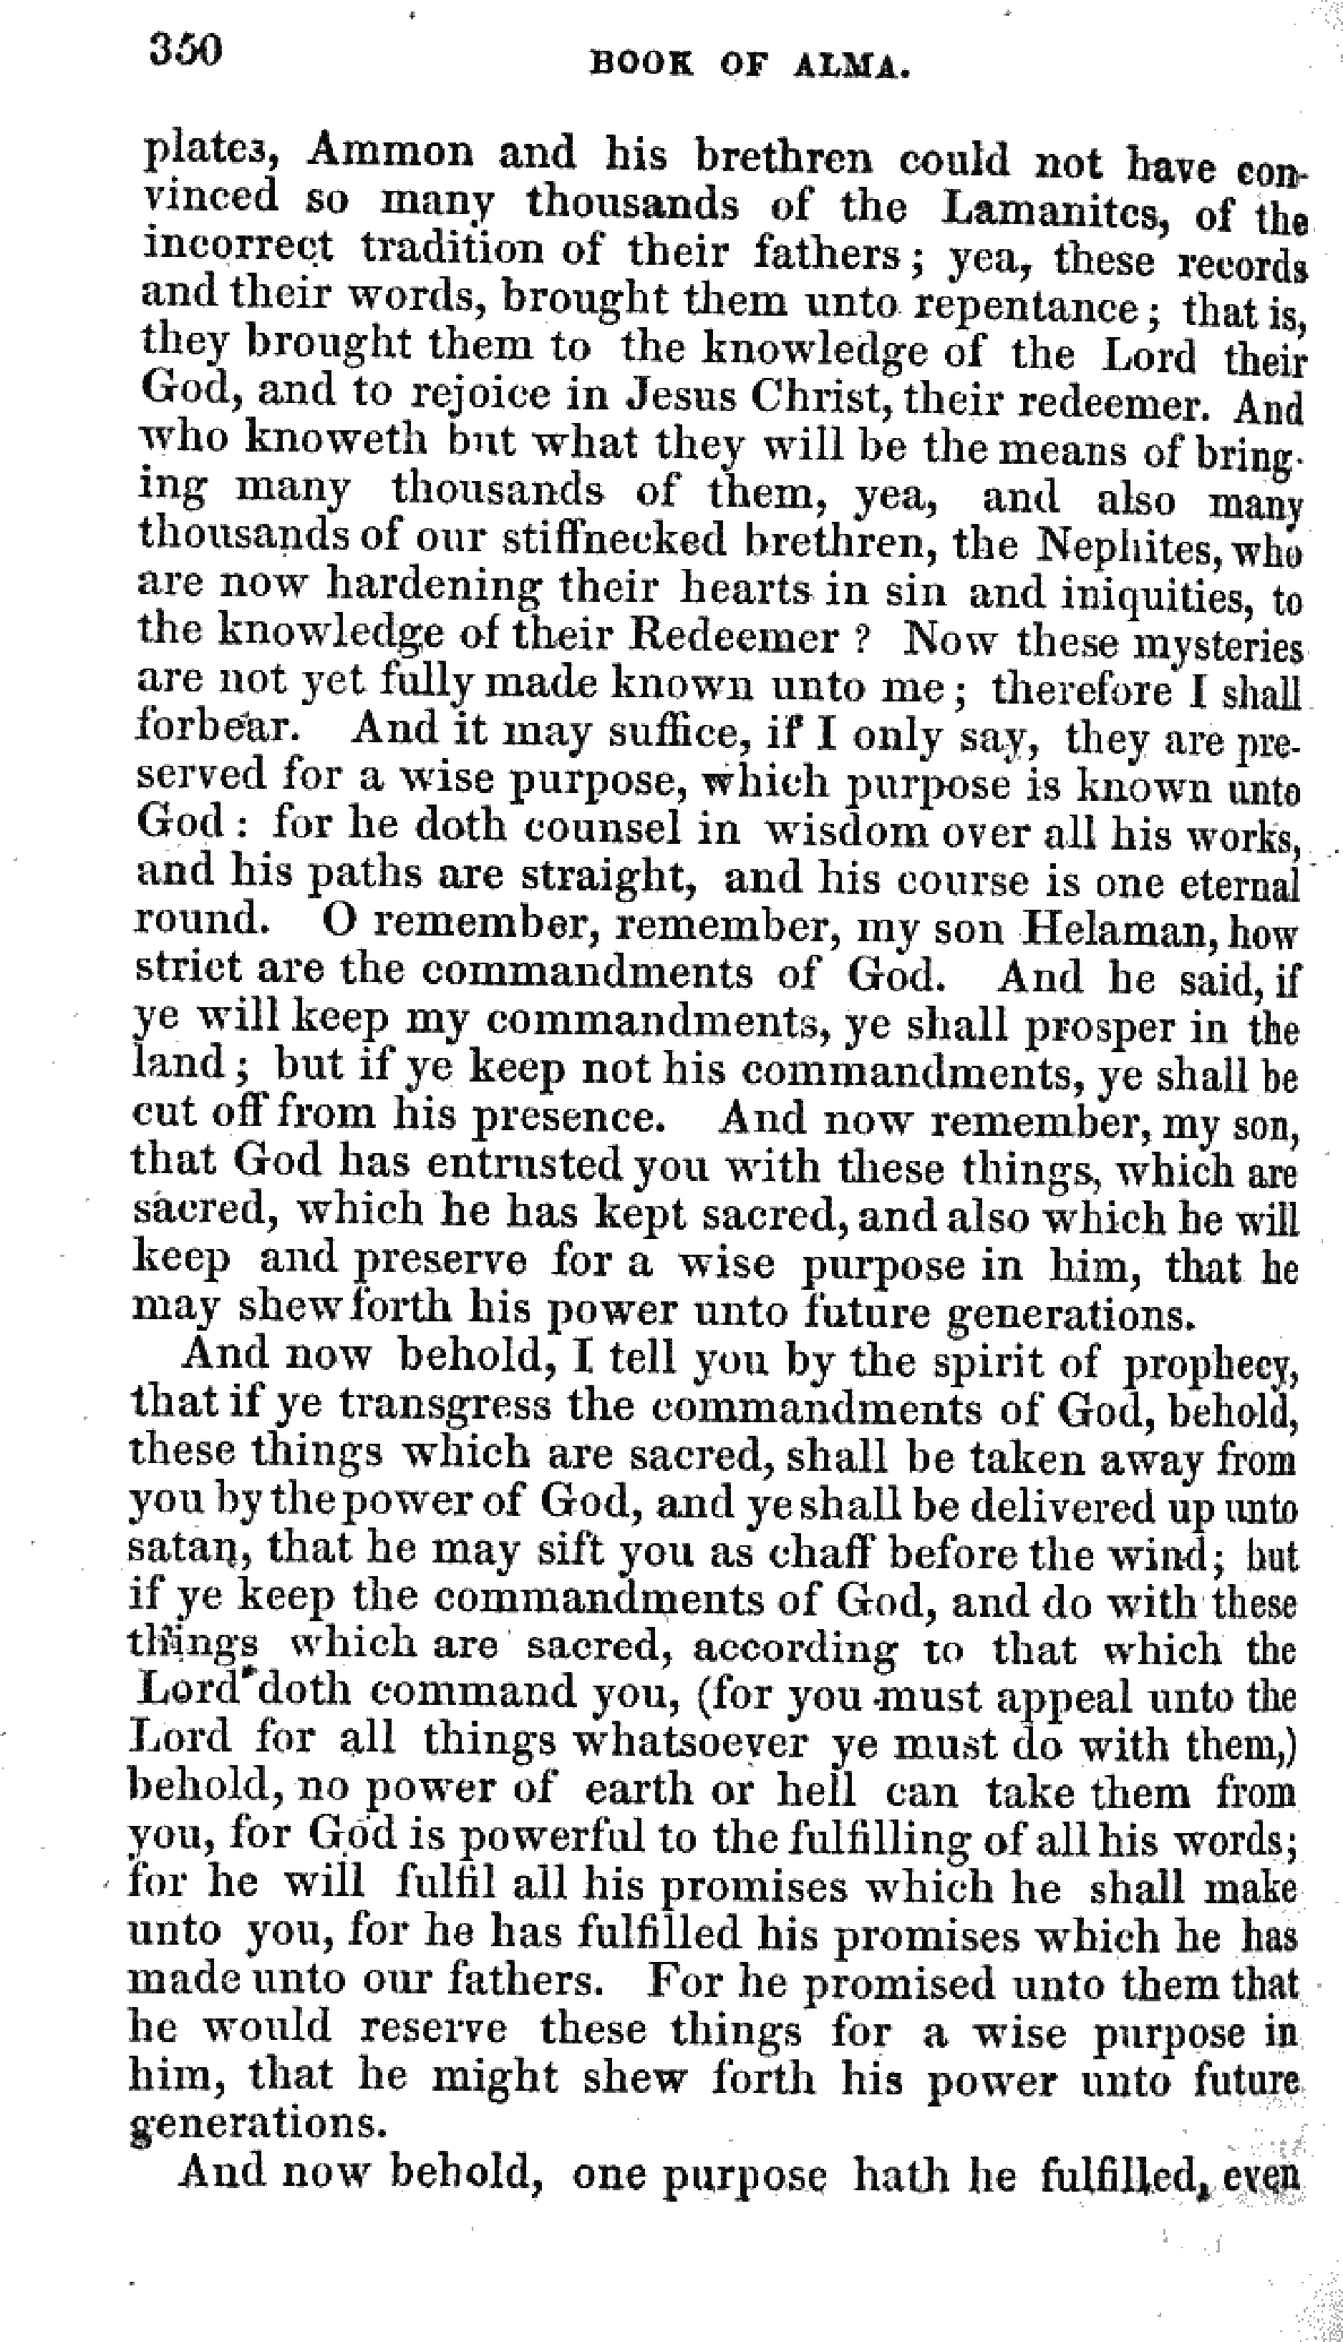 350
BOOK OF ALMA.
plates, Ammon and his brethren could not have con-
vinced so many thousands of the Lamanites, of the
incorrect tradition of their fathers; yea, these records
and their words, brought them unto repentance; that is,
they brought them to the knowledge of the Lord their
God, and to rejoice in Jesus Christ, their redeemer. And
who knoweth but what they will be the means of bring-
ing many thousands of them, yea, and also many
thousands of our stiffnecked brethren, the Nephites, who
are now hardening their hearts in sin and iniquities, to
the knowledge of their Redeemer ? Now these mysteries
are not yet fully made known unto me; therefore I shall
forbear. And it may suffice, if I only say, they are pre-
served for a wise purpose, which purpose is known unto
God: for he doth counsel in wisdom over all his works,
and his paths are straight, and his course is one eternal
round. O remember, remember, my son Helaman, how
strict are the commandments of God. And he said, if
ye will keep my commandments, ye shall prosper in the
land; but if ye keep not his commandments, ye shall be
cut off from his presence. And now remember, my son,
that God has entrusted you with these things, which are
sacred, which he has kept sacred, and also which he will
keep and preserve for a wise purpose in him, that he
may shew forth his power unto future generations.
And now behold, I tell you by the spirit of prophecy,
that if ye transgress the commandments of God, behold,
these things which are sacred, shall be taken away from
you by the power of God, and ye shall be delivered up unto
satan, that he may sift you as chaff before the wind; but
if ye keep the commandments of God, and do with these
things which are sacred, according to that which the
Lord doth command you, (for you must appeal unto the
Lord for all things whatsoever ye must do with them,)
behold, no power of earth or hell can take them from
you, for God is powerful to the fulfilling of all his words;
for he will fulfil all his promises which he shall make
unto you, for he has fulfilled his promises which he has
made unto our fathers. For he promised unto them that
he would reserve these things for a wise purpose in
him, that he might shew forth his power unto future
generations.
And now behold, one purpose hath he fulfilled, even